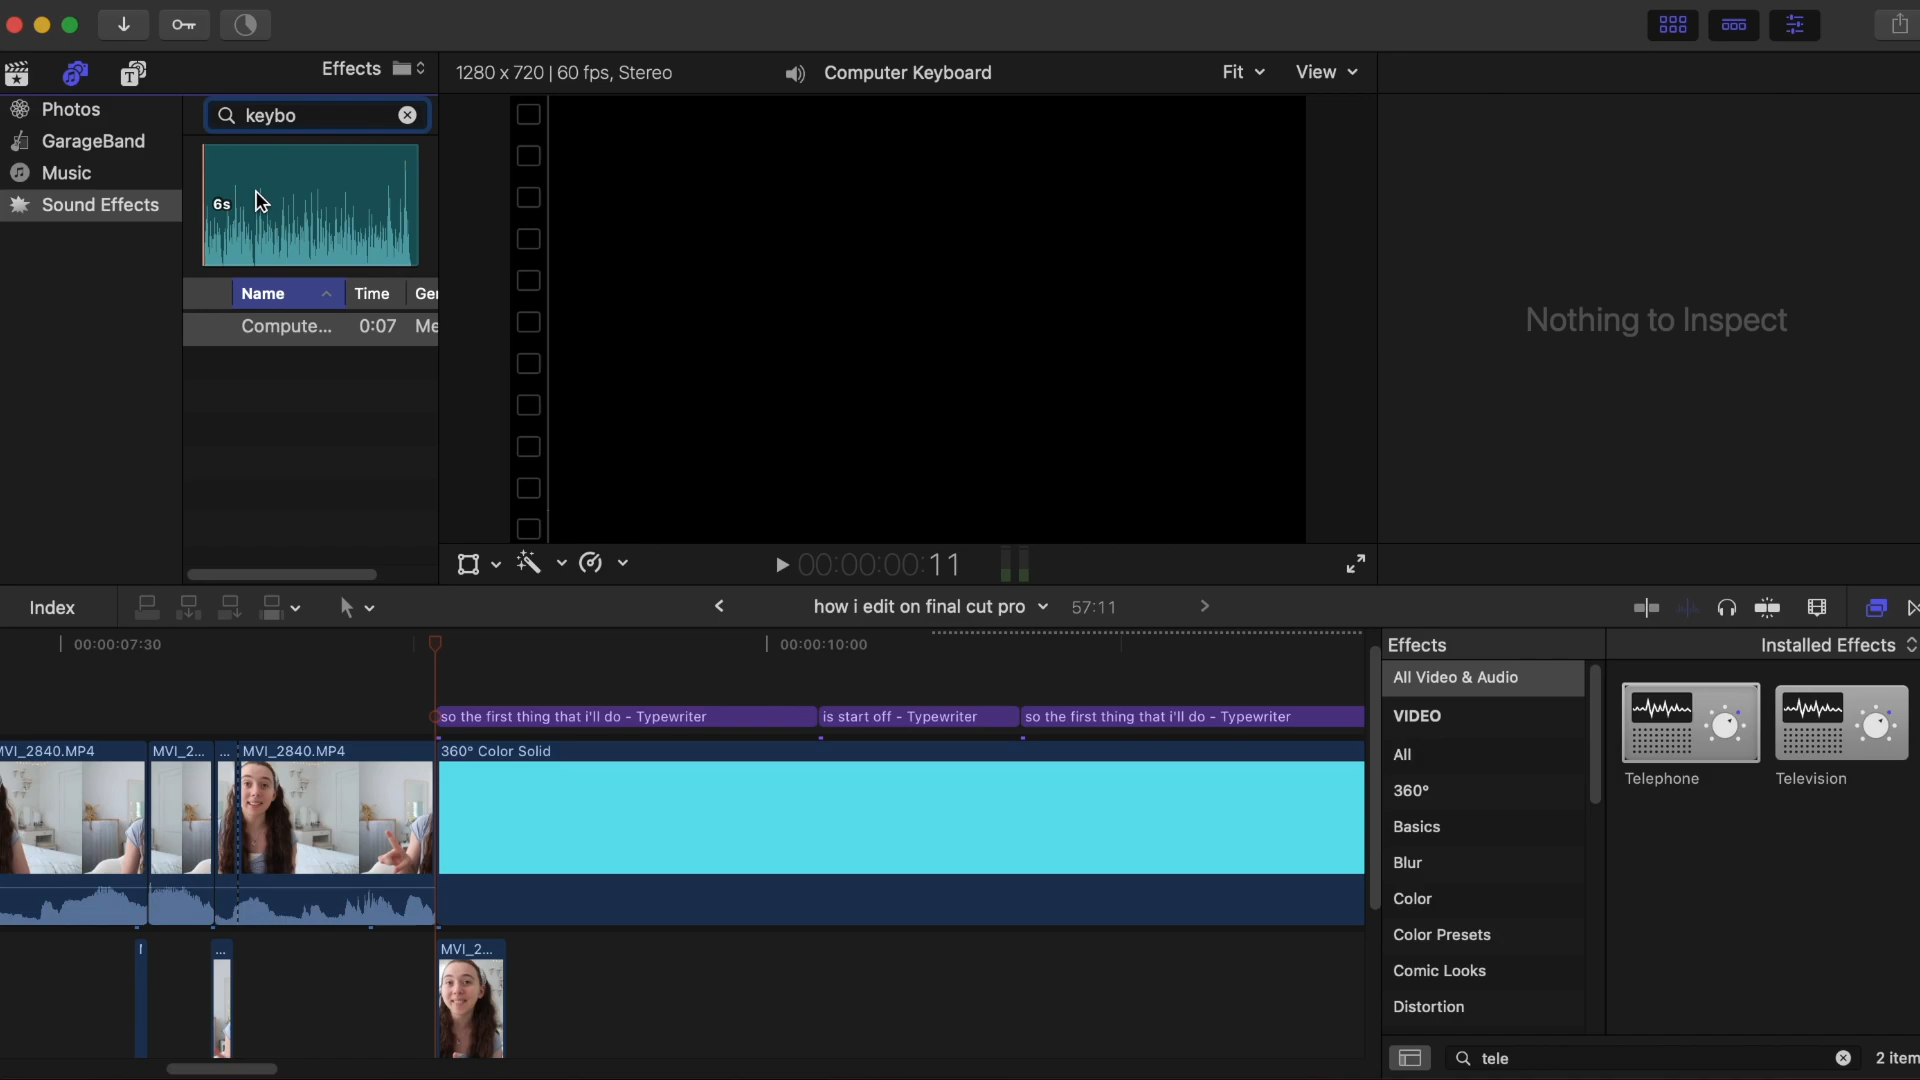 Effects
1280 x 720 | 60 fps, Stereo
Computer Keyboard
Fit
View
Photos
GarageBand
Music
Sound Effects
keybo
6s
Name
Time
Ge
Compute...
0:07
Me
Nothing to Inspect
00:00:00:11
Index
how i edit on final cut pro
57:11
00:00:07:30
00:00:10:00
so the first thing that i'll do - Typewriter
is start off - Typewriter
so the first thing that i'll do - Typewriter
MVI_2840.MP4
MVI_2...
...
MVI_2840.MP4
360° Color Solid
...
MVI_2...
Effects
Installed Effects
All Video & Audio
VIDEO
All
360°
Basics
Blur
Color
Color Presets
Comic Looks
Distortion
Telephone
Television
tele
2 item